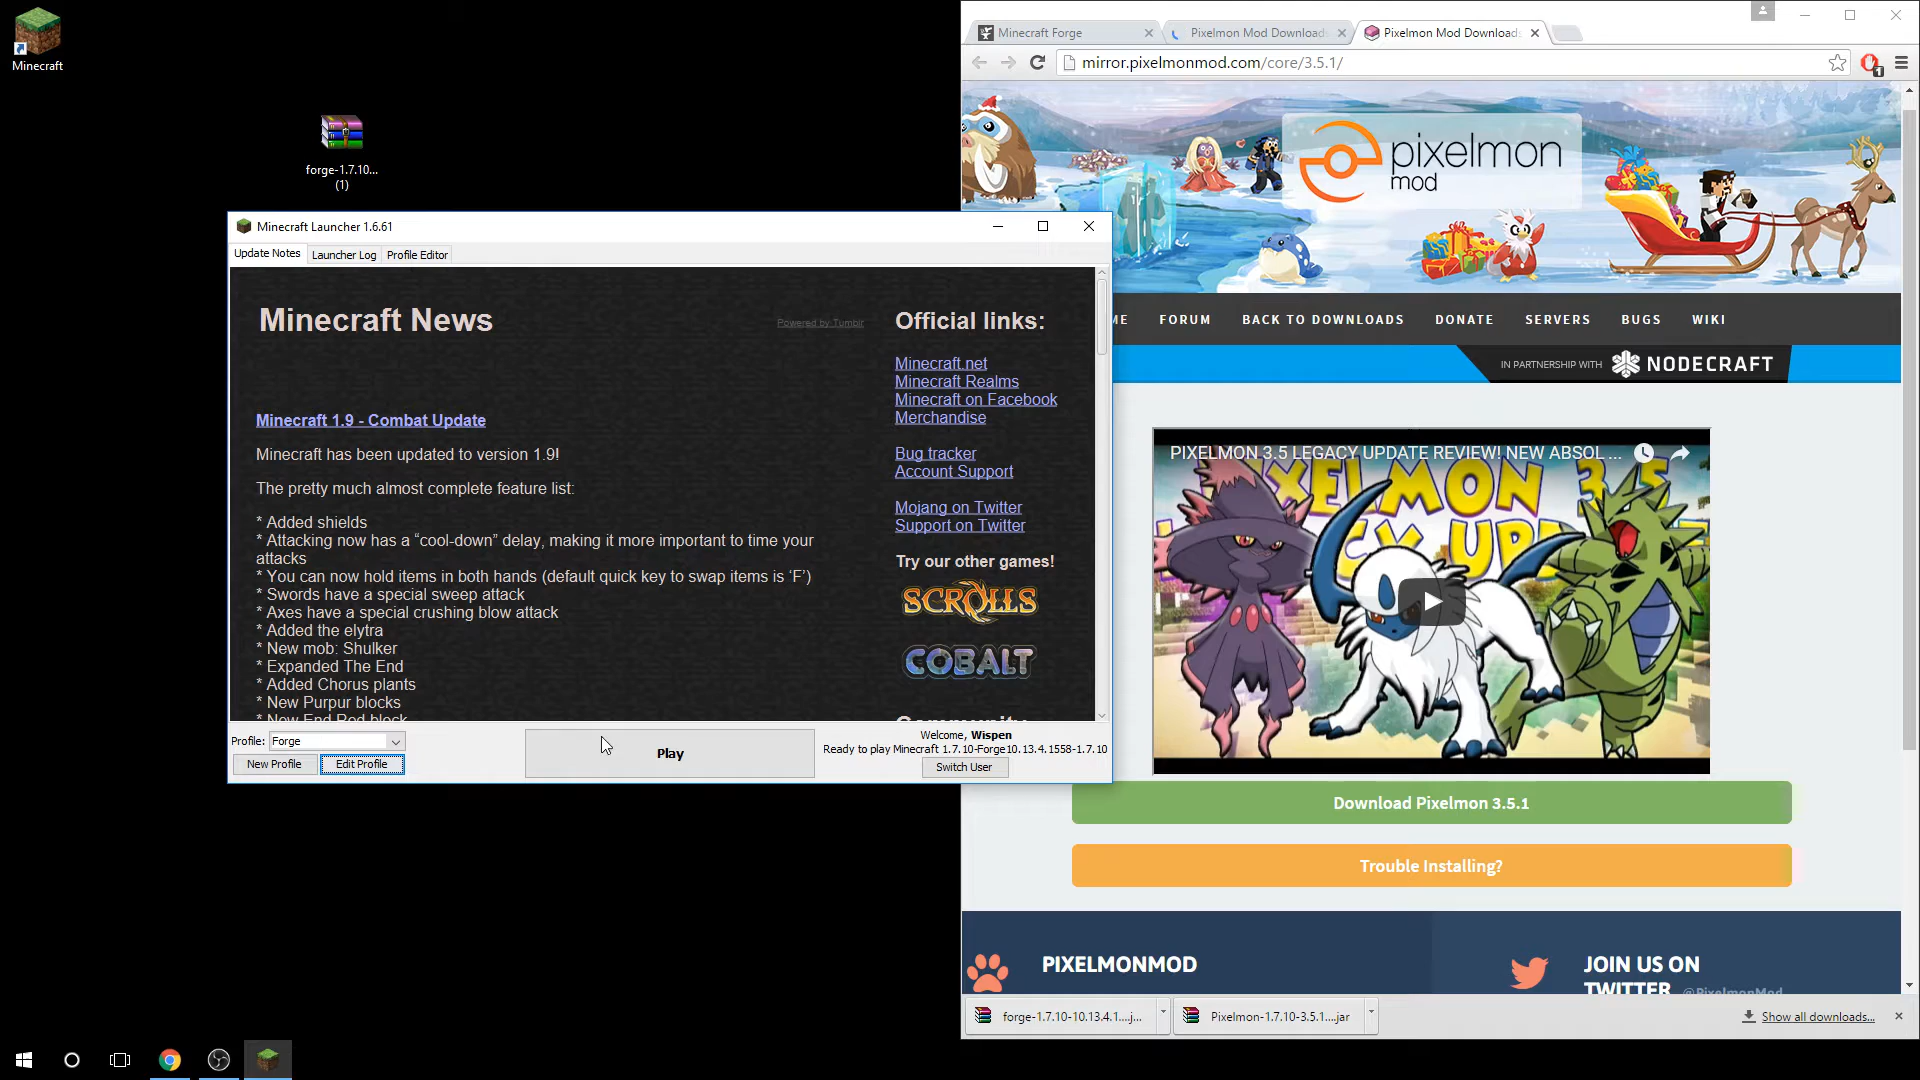 Minecraft
forge-1.7.10...
(1)
Minecraft Launcher 1.6.61
Update Notes
Launcher Log
Profile Editor
Minecraft News
Powered by Tumblr
Minecraft 1.9 - Combat Update
Minecraft has been updated to version 1.9!
The pretty much almost complete feature list:
* Added shields
* Attacking now has a “cool-down” delay, making it more important to time your
attacks
* You can now hold items in both hands (default quick key to swap items is ‘F’)
* Swords have a special sweep attack
* Axes have a special crushing blow attack
* Added the elytra
* New mob: Shulker
* Expanded The End
* Added Chorus plants
* New Purpur blocks
* New End Rod block
Official links:
Minecraft.net
Minecraft Realms
Minecraft on Facebook
Merchandise
Bug tracker
Account Support
Mojang on Twitter
Support on Twitter
Try our other games!
SCROLLS
COBALT
Community
Profile:
Forge
New Profile
Edit Profile
Play
Welcome, Wispen
Ready to play Minecraft 1.7.10-Forge10.13.4.1558-1.7.10
Switch User
Minecraft Forge
Pixelmon Mod Downloads
Pixelmon Mod Downloads
mirror.pixelmonmod.com/core/3.5.1/
1
pixelmon
mod
ME
FORUM
BACK TO DOWNLOADS
DONATE
SERVERS
BUGS
WIKI
IN PARTNERSHIP WITH
NODECRAFT
PIXELMON 3.5 LEGACY UPDATE REVIEW! NEW ABSOL ...
Download Pixelmon 3.5.1
Trouble Installing?
PIXELMONMOD
JOIN US ON
TWITTER
@PixelmonMod
forge-1.7.10-10.13.4.1....j...
Pixelmon-1.7.10-3.5.1....jar
Show all downloads...